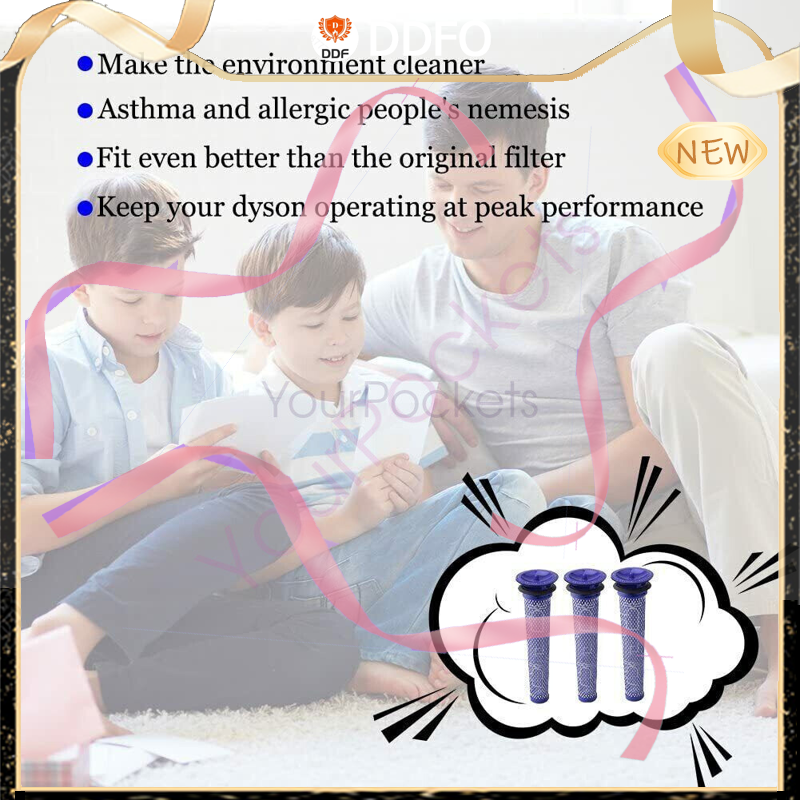 DDFO
DDF
Make the environment cleaner
Asthma and allergic people's nemesis
Fit even better than the original filter
NEW
Keep your dyson operating at peak performance
YourPockets
YourPockets